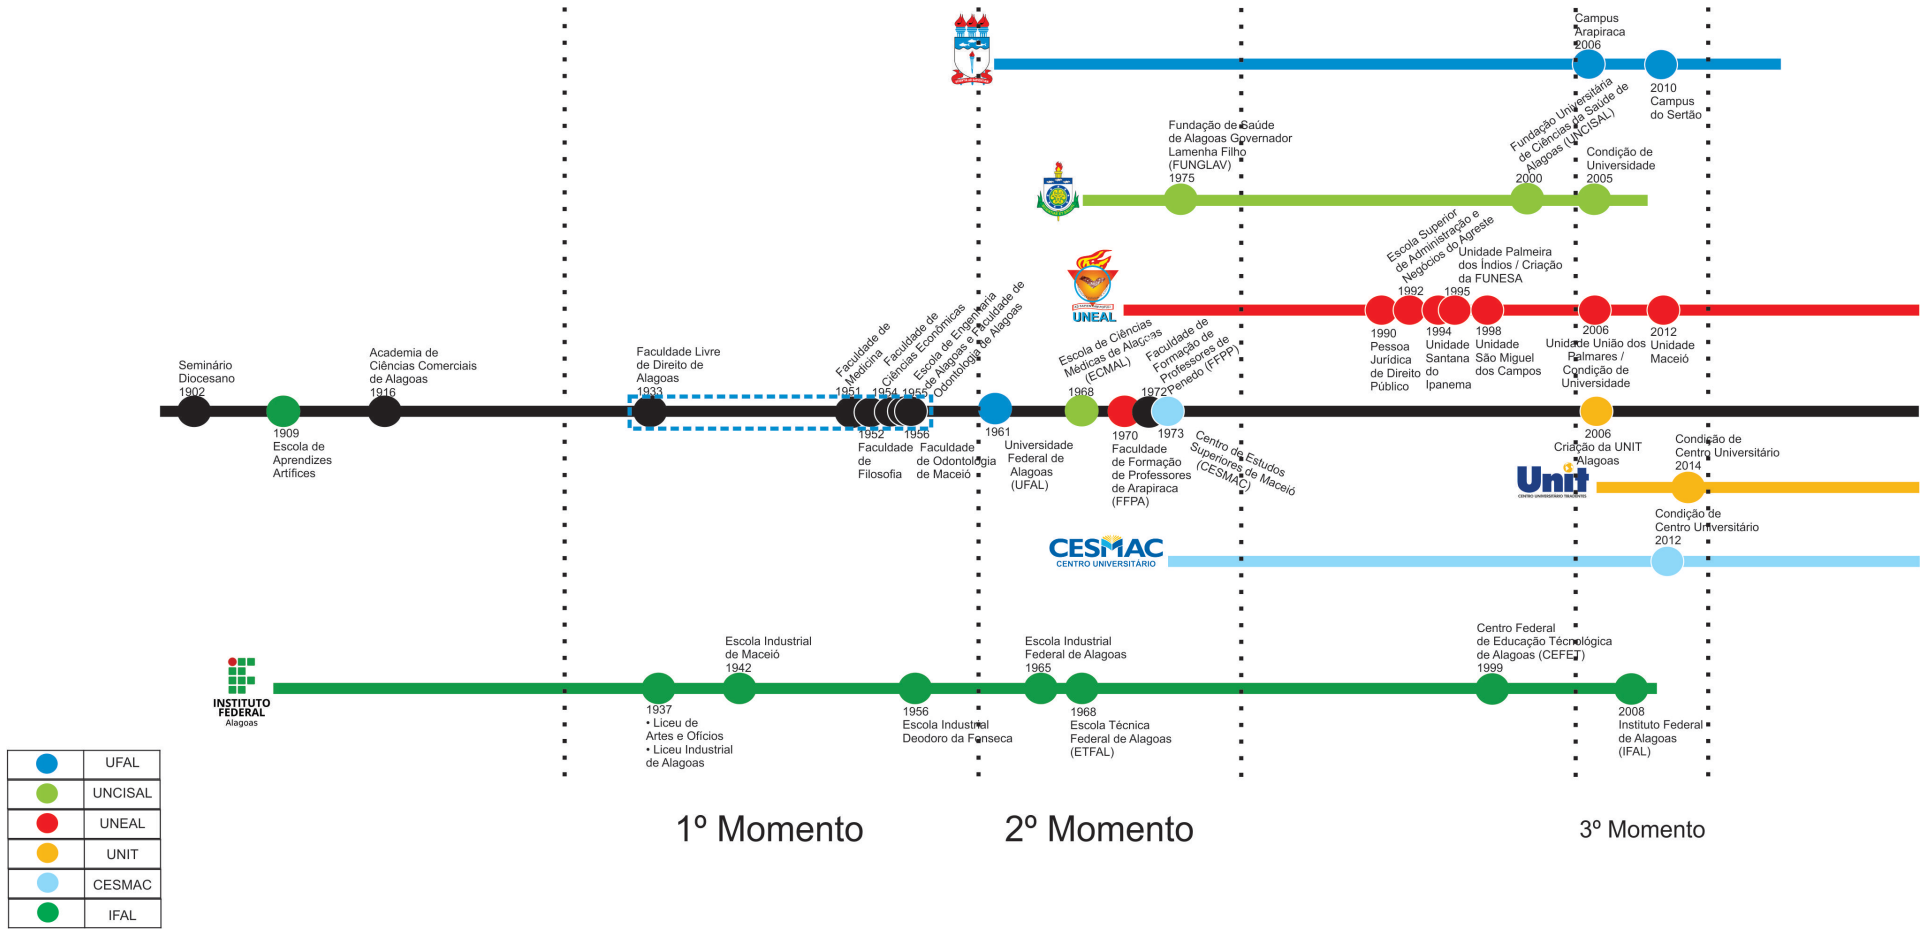 Campus
Arapiraca
2006
2010
Campus
do Sertão
Fundação de Saúde
de Alagoas Governador
Lamenha Filho
(FUNGLAV)
1975
Fundação Universitária
de Ciências da Saúde de
Alagoas (UNCISAL)
2000
Condição de
Universidade
2005
UNEAL
Escola Superior
de Administração e
Negócios do Agreste
1992
Unidade Palmeira
dos Índios / Criação
da FUNESA
1995
1990
Pessoa
Jurídica
de Direito
Público
1994
Unidade
Santana
do
Ipanema
1998
Unidade
São Miguel
dos Campos
2006
Unidade União dos
Palmares /
Condição de
Universidade
2012
Unidade
Maceió
Seminário
Diocesano
1902
1909
Escola de
Aprendizes
Artífices
Academia de
Ciências Comerciais
de Alagoas
1916
Faculdade Livre
de Direito de
Alagoas
1933
Faculdade de
Medicina
1951
1952
Faculdade
de
Filosofia
Faculdade de
Ciências Econômicas
1954
Escola de Engenharia
de Alagoas e Faculdade de
Odontologia de Alagoas
1955
1956
Faculdade
de Odontologia
de Maceió
1961
Universidade
Federal de
Alagoas
(UFAL)
Escola de Ciências
Médicas de Alagoas
(ECMAL)
1968
1970
Faculdade
de Formação
de Professores
de Arapiraca
(FFPA)
Faculdade de
Formação de
Professores de
Penedo (FFPP)
1972
1973
Centro de Estudos
Superiores de Maceió
(CESMAC)
2006
Criação da UNIT
Alagoas
Unit
CENTRO UNIVERSITÁRIO TIRADENTES
Condição de
Centro Universitário
2014
CESMAC
CENTRO UNIVERSITÁRIO
Condição de
Centro Universitário
2012
INSTITUTO
FEDERAL
Alagoas
1937
• Liceu de
Artes e Ofícios
• Liceu Industrial
de Alagoas
Escola Industrial
de Maceió
1942
1956
Escola Industrial
Deodoro da Fonseca
Escola Industrial
Federal de Alagoas
1965
1968
Escola Técnica
Federal de Alagoas
(ETFAL)
Centro Federal
de Educação Técnológica
de Alagoas (CEFET)
1999
2008
Instituto Federal
de Alagoas
(IFAL)
UFAL
UNCISAL
UNEAL
UNIT
CESMAC
IFAL
1º Momento
2º Momento
3º Momento